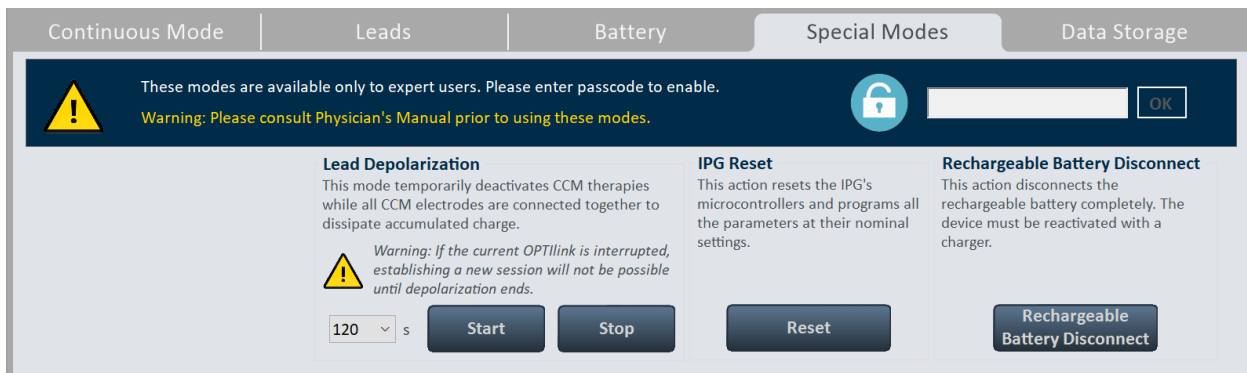 Continuous Mode
Leads
Battery
Special Modes
Data Storage
These modes are available only to expert users. Please enter passcode to enable.
Warning: Please consult Physician's Manual prior to using these modes.
OK
Lead Depolarization
This mode temporarily deactivates CCM therapies
while all CCM electrodes are connected together to
dissipate accumulated charge.
Warning: If the current OPTIlink is interrupted,
establishing a new session will not be possible
until depolarization ends.
120 s
Start
Stop
IPG Reset
This action resets the IPG's
microcontrollers and programs all
the parameters at their nominal
settings.
Reset
Rechargeable Battery Disconnect
This action disconnects the
rechargeable battery completely. The
device must be reactivated with a
charger.
Rechargeable
Battery Disconnect